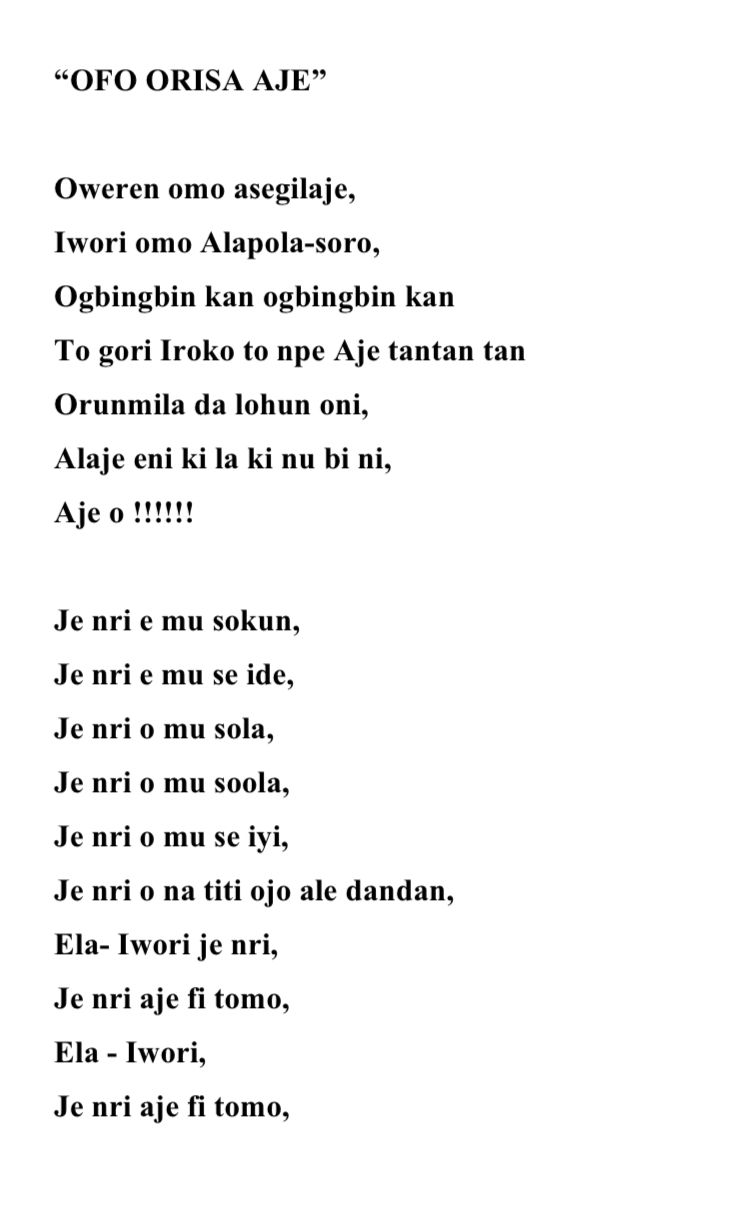 “OFO ORISA AJE”
Oweren omo asegilaje,
Iwori omo Alapola-soro,
Ogbingbin kan ogbingbin kan
To gori Iroko to npe Aje tantan tan
Orunmila da lohun oni,
Alaje eni ki la ki nu bi ni,
Aje o !!!!!!
Je nri e mu sokun,
Je nri e mu se ide,
Je nri o mu sola,
Je nri o mu soola,
Je nri o mu se iyi,
Je nri o na titi ojo ale dandan,
Ela- Iwori je nri,
Je nri aje fi tomo,
Ela - Iwori,
Je nri aje fi tomo,